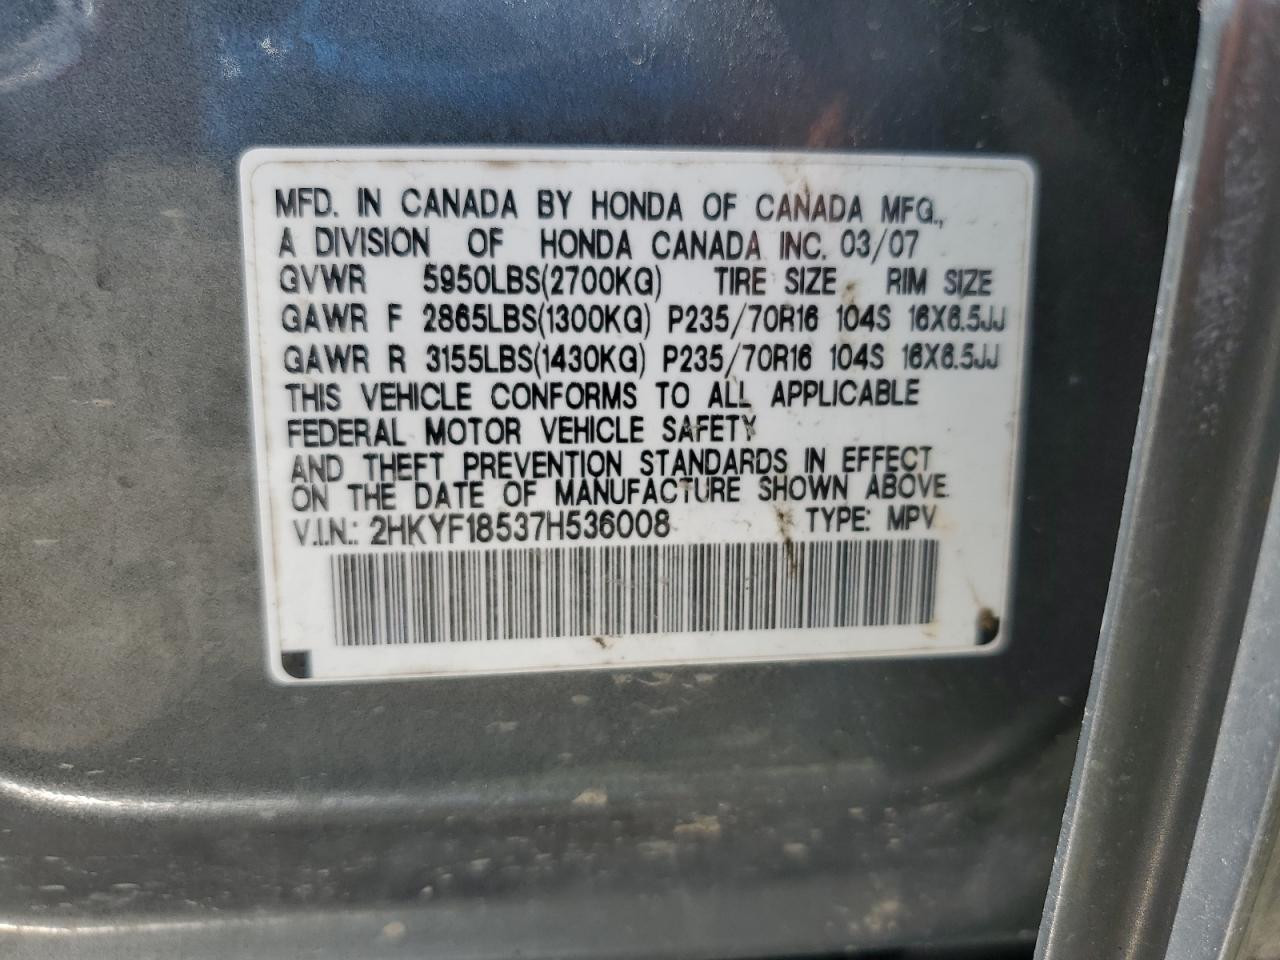 MFD. IN CANADA BY HONDA OF CANADA MFG.,
A DIVISION OF HONDA CANADA INC. 03/07
GVWR 5950LBS(2700KG) TIRE SIZE RIM SIZE
GAWR F 2865LBS(1300KG) P235/70R16 104S 16X6.5JJ
GAWR R 3155LBS(1430KG) P235/70R16 104S 16X6.5JJ
THIS VEHICLE CONFORMS TO ALL APPLICABLE
FEDERAL MOTOR VEHICLE SAFETY
AND THEFT PREVENTION STANDARDS IN EFFECT
ON THE DATE OF MANUFACTURE SHOWN ABOVE.
V.I.N.: 2HKYF18537H536008 TYPE: MPV